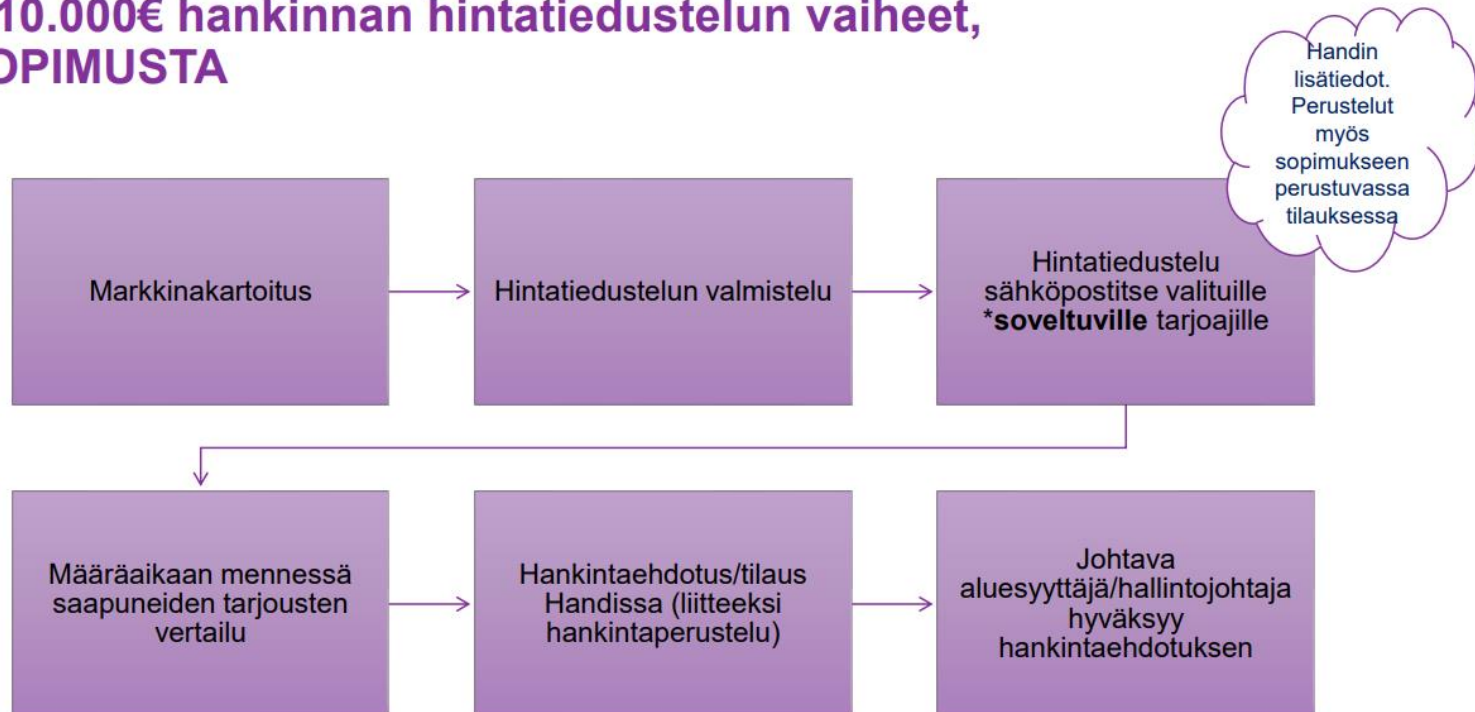 10.000€ hankinnan hintatiedustelun vaiheet,
OPIMUSTA
Handin
lisätiedot.
Perustelut
myös
sopimukseen
perustuvassa
tilauksessa
Markkinakartoitus
Hintatiedustelun valmistelu
Hintatiedustelu
sähköpostitse valituille
*soveltuville tarjoajille
Määräaikaan mennessä
saapuneiden tarjousten
vertailu
Hankintaehdotus/tilaus
Handissa (liitteeksi
hankintaperustelu)
Johtava
aluesyyttäjä/hallintojohtaja
hyväksyy
hankintaehdotuksen